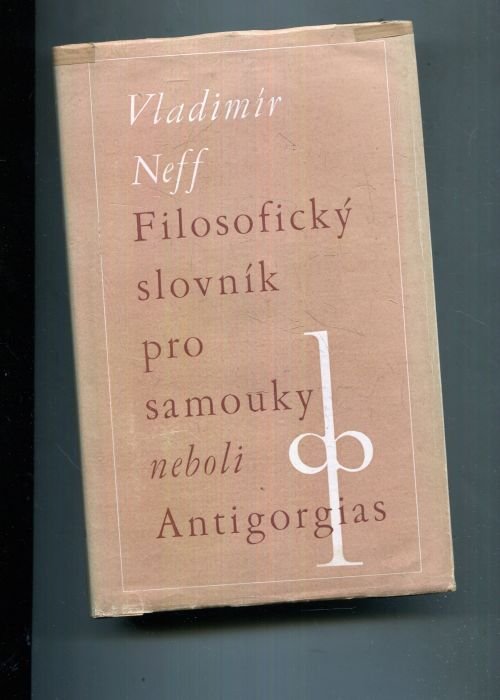 Vladimír
Neff
Filosofický
slovník
pro
samouky
neboli
Antigorgias
ф